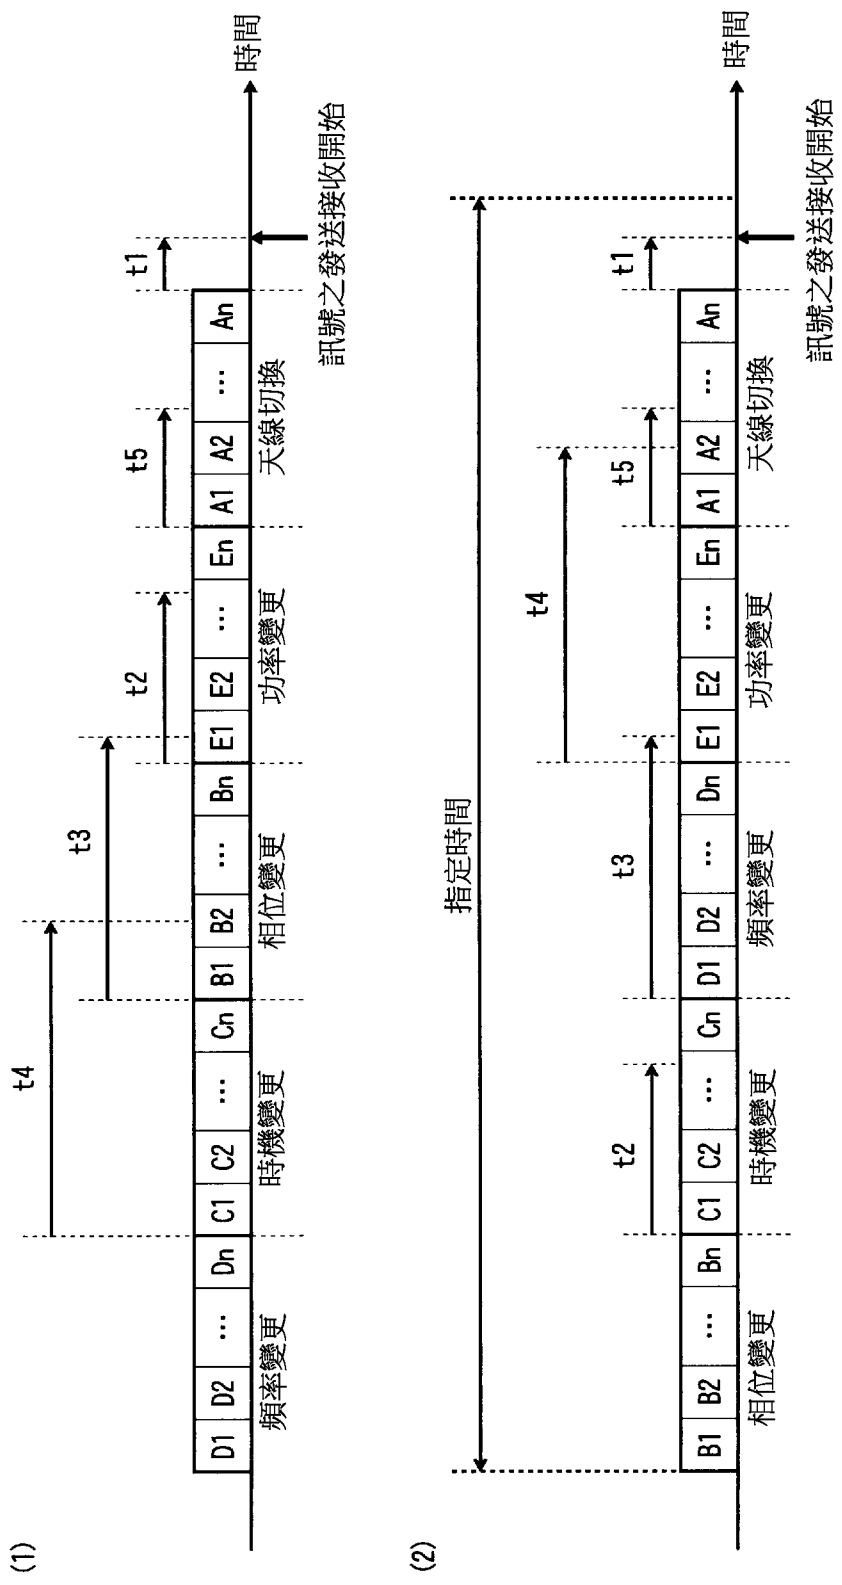 (1)
t4
t3
t2
t5
t1
D1 D2 ... Dn C1 C2 ... Cn B1 B2 ... Bn E1 E2 ... En A1 A2 ... An
頻率變更 時機變更 相位變更 功率變更 天線切換
時間
訊號之發送接收開始
(2)
指定時間
t4
t2
t3
t5
t1
B1 B2 ... Bn C1 C2 ... Cn D1 D2 ... Dn E1 E2 ... En A1 A2 ... An
相位變更 時機變更 頻率變更 功率變更 天線切換
時間
訊號之發送接收開始